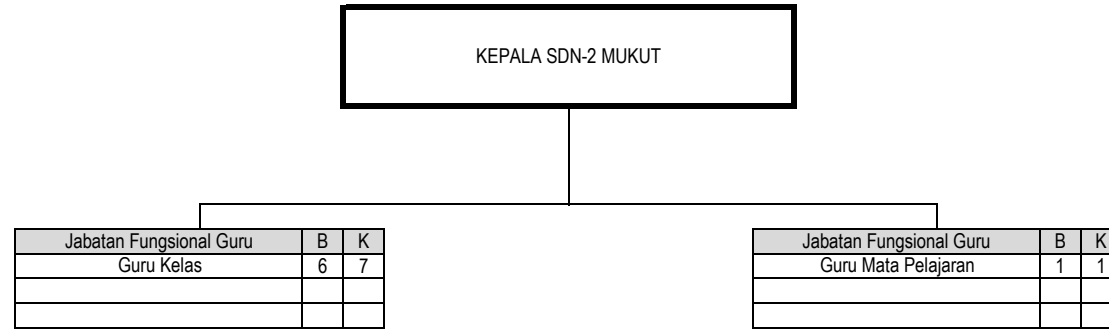 KEPALA SDN-2 MUKUT
Jabatan Fungsional Guru B K
Guru Kelas 6 7
Jabatan Fungsional Guru B K
Guru Mata Pelajaran 1 1